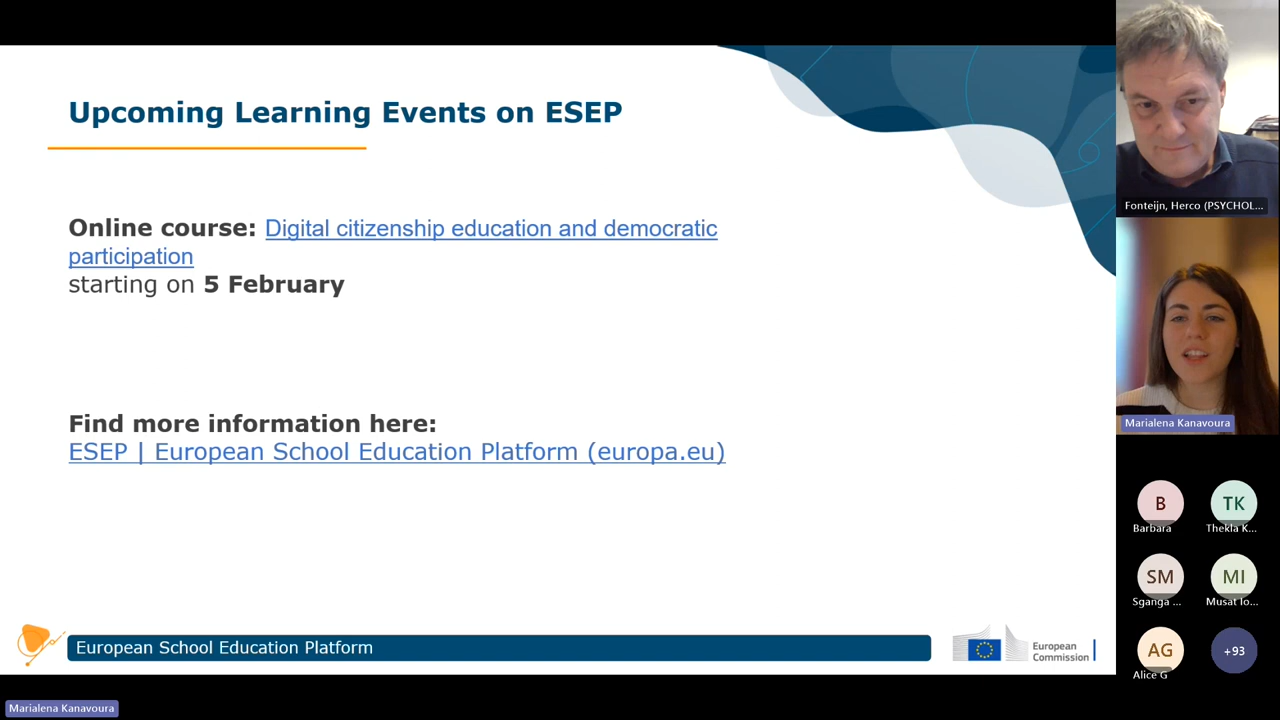 Upcoming Learning Events on ESEP
Online course: Digital citizenship education and democratic
participation
starting on 5 February
Find more information here:
ESEP | European School Education Platform (europa.eu)
European School Education Platform
European
Commission
Fonteijn, Herco (PSYCHOL...
Marialena Kanavoura
B
Barbara
TK
Thekla K...
SM
Sganga ...
MI
Musat Io...
AG
Alice G
+93
Marialena Kanavoura